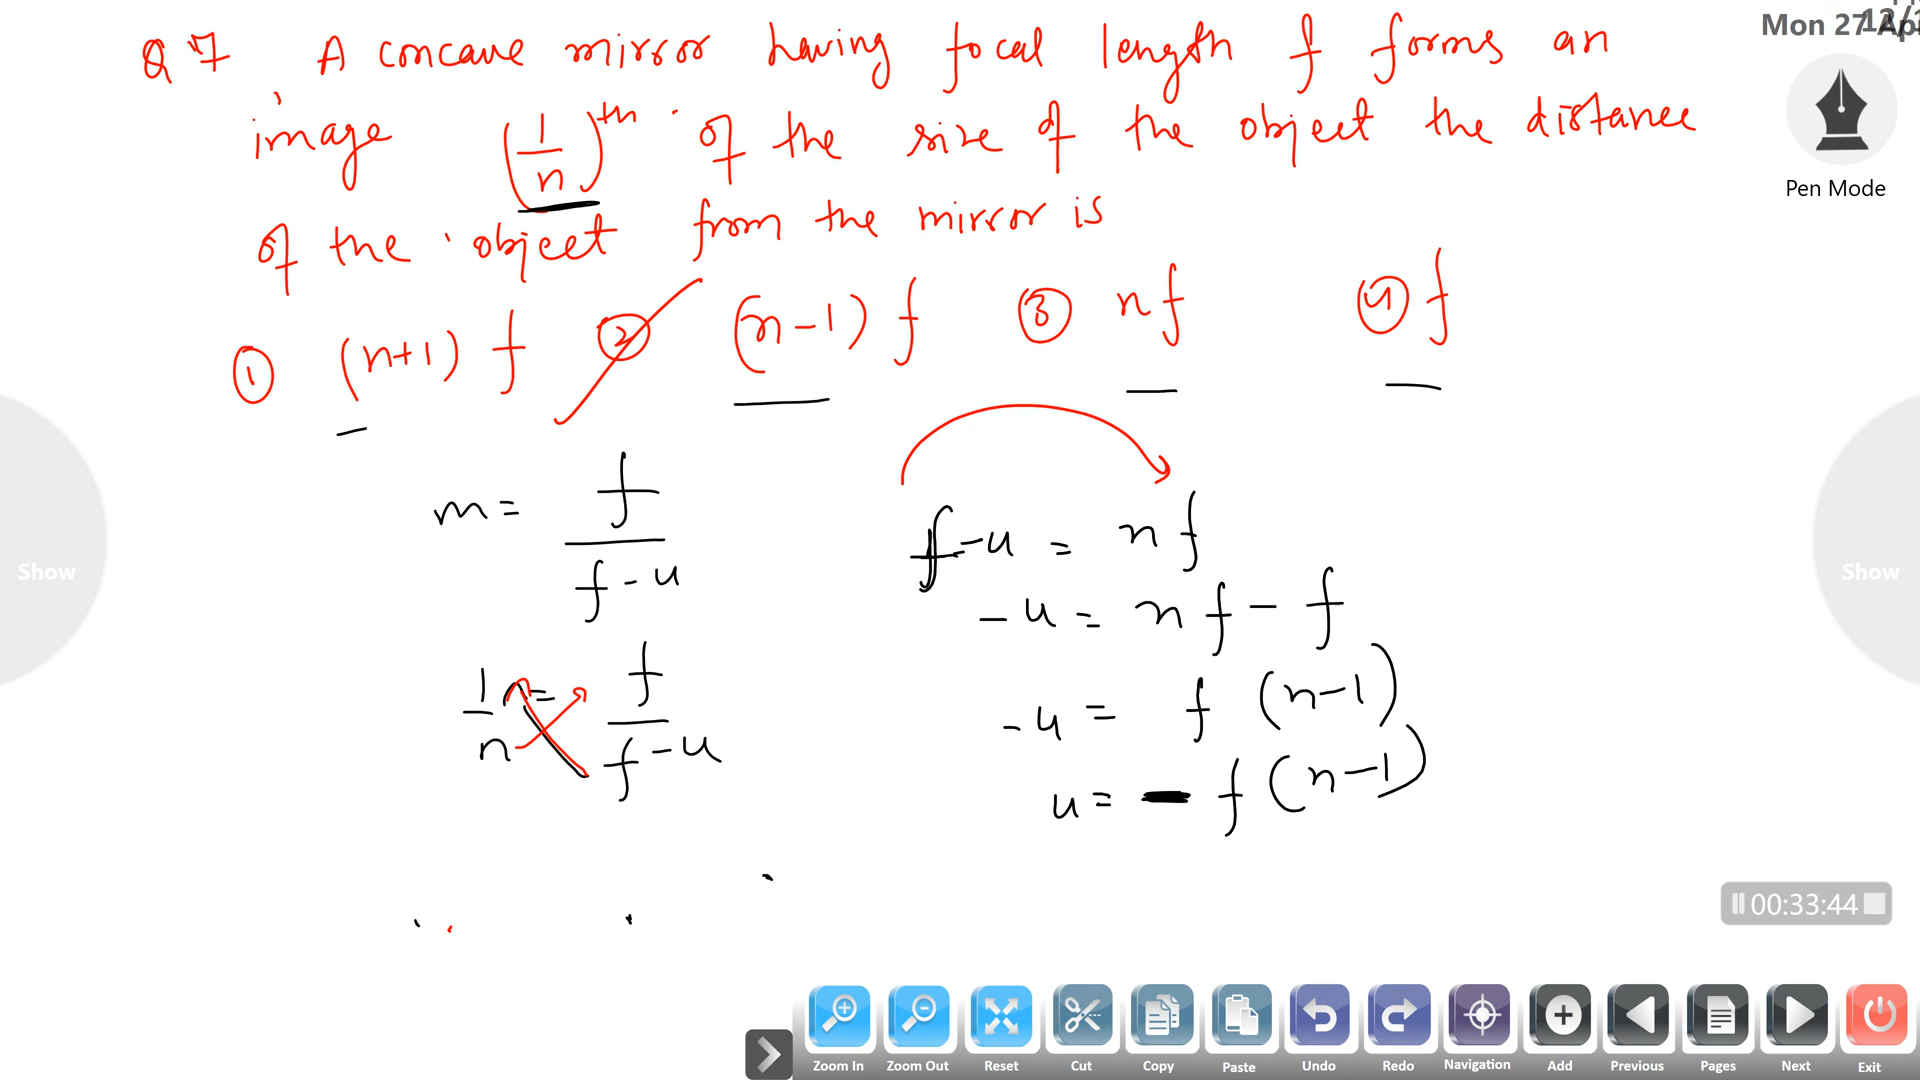 Mon 27 Ap
12/
Q 7 A concave mirror having focal length f forms an
image (1/n)th of the size of the object the distance
of the object from the mirror is
① (n+1) f ② (n-1) f ③ nf ④ f
m = f/(f-u)
1/n = f/(f-u)
f-u = nf
-u = nf - f
-u = f (n-1)
u = - f (n-1)
Pen Mode
Show
Show
00:33:44
Zoom In Zoom Out Reset Cut Copy Paste Undo Redo Navigation Add Previous Pages Next Exit